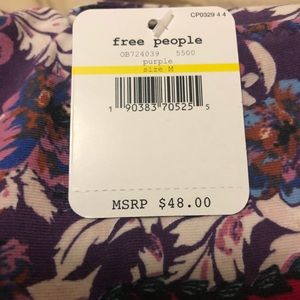 CP0329 4 4
free people
OB724039 5500
purple
size M
1 90383 70525 5
MSRP $48.00